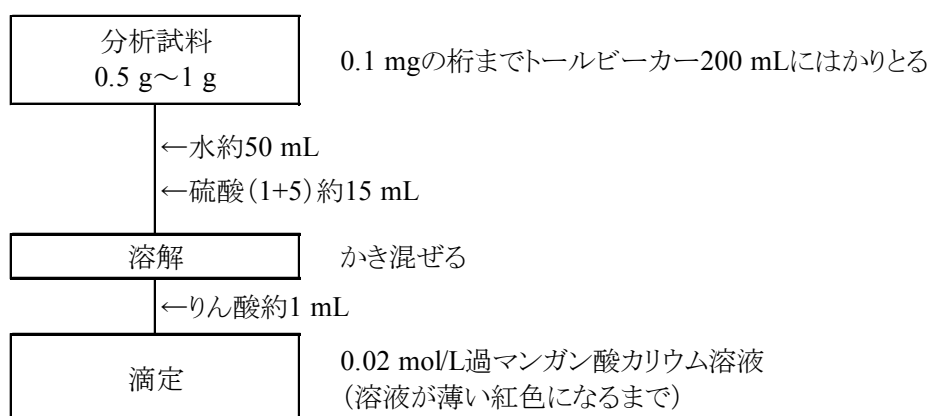 分析試料
0.5 g~1 g
0.1 mgの桁までトールビーカー200 mLにはかりとる
←水約50 mL
←硫酸(1+5)約15 mL
溶解
かき混ぜる
←りん酸約1 mL
滴定
0.02 mol/L過マンガン酸カリウム溶液
(溶液が薄い紅色になるまで)